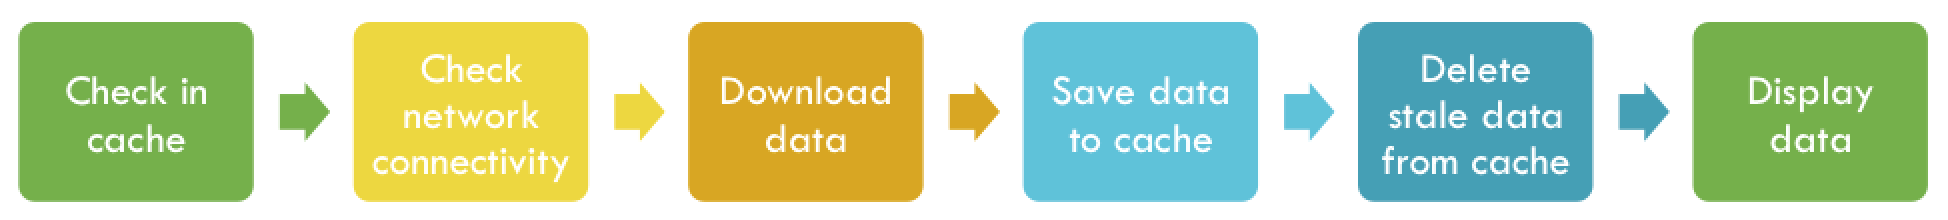 Check in
cache
Check
network
connectivity
Download
data
Save data
to cache
Delete
stale data
from cache
Display
data